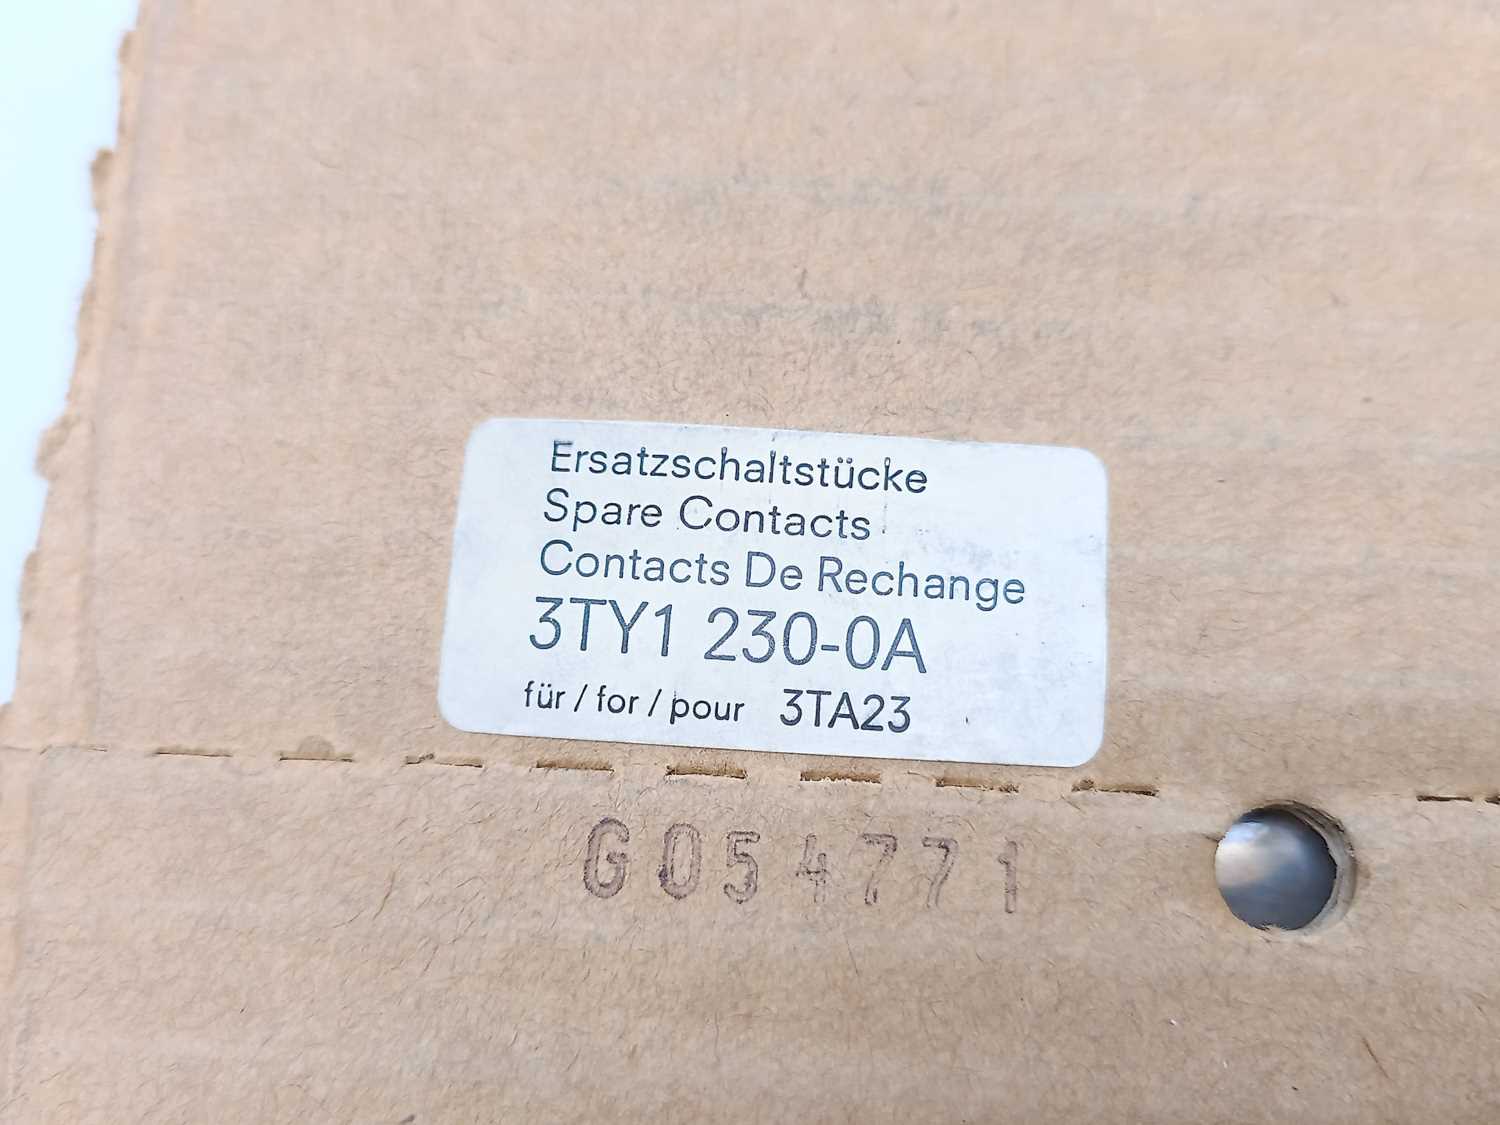 Ersatzschaltstücke
Spare Contacts
Contacts De Rechange
3TY1 230-0A
für / for / pour 3TA23
G054771